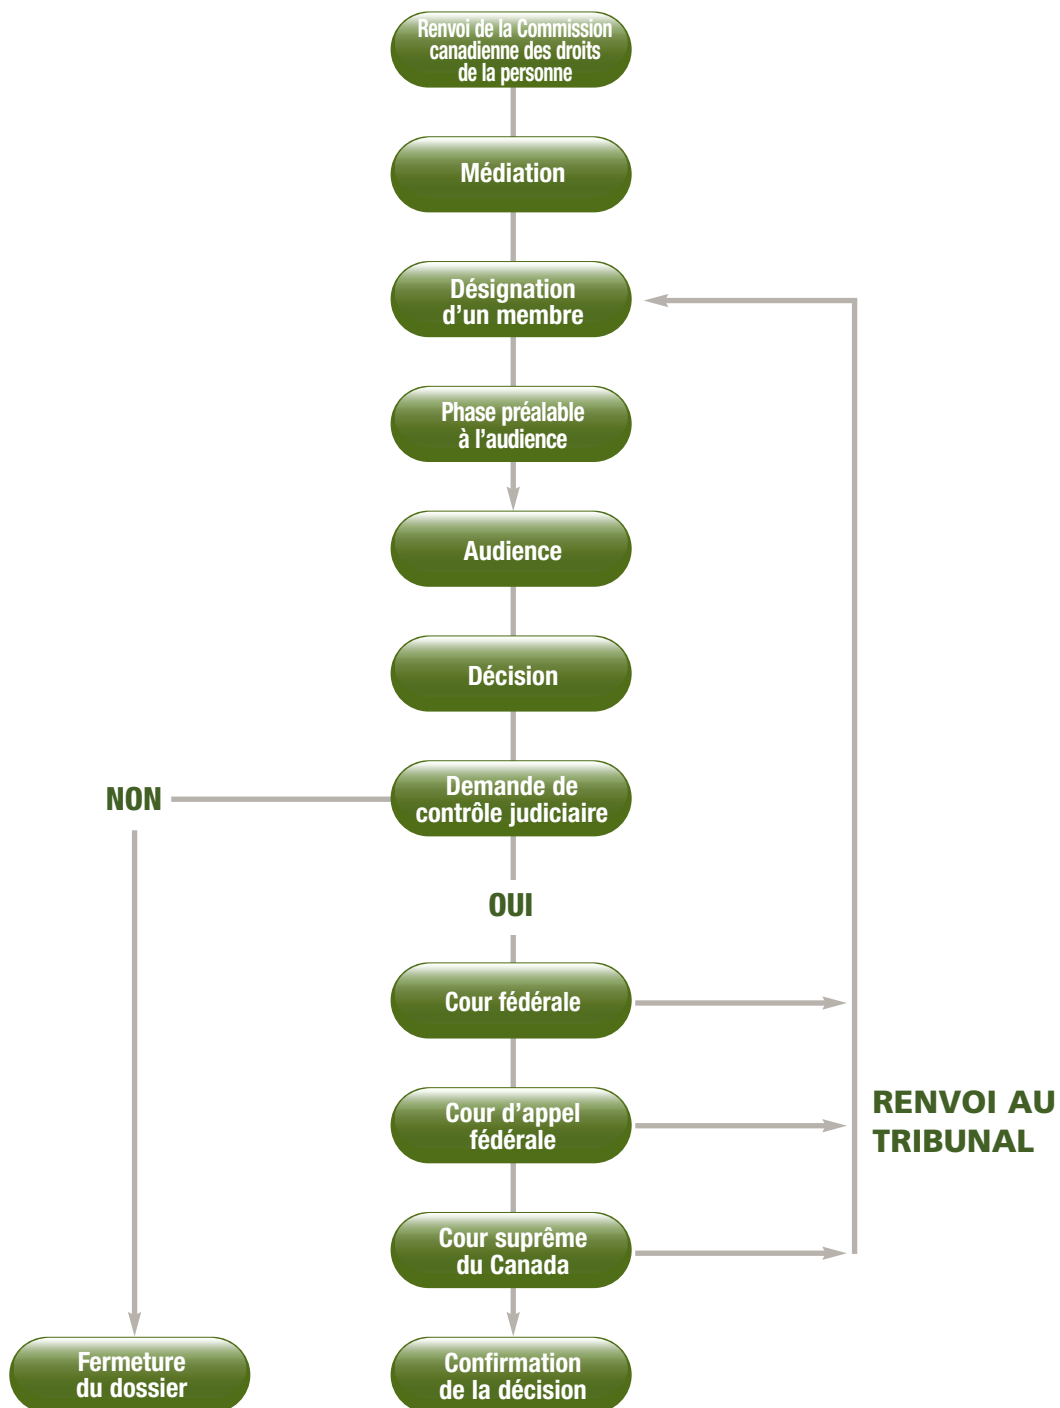 Renvoi de la Commission
canadienne des droits
de la personne
Médiation
Désignation
d’un membre
Phase préalable
à l’audience
Audience
Décision
Demande de
contrôle judiciaire
NON
OUI
Cour fédérale
Cour d’appel
fédérale
RENVOI AU
TRIBUNAL
Cour suprême
du Canada
Fermeture
du dossier
Confirmation
de la décision